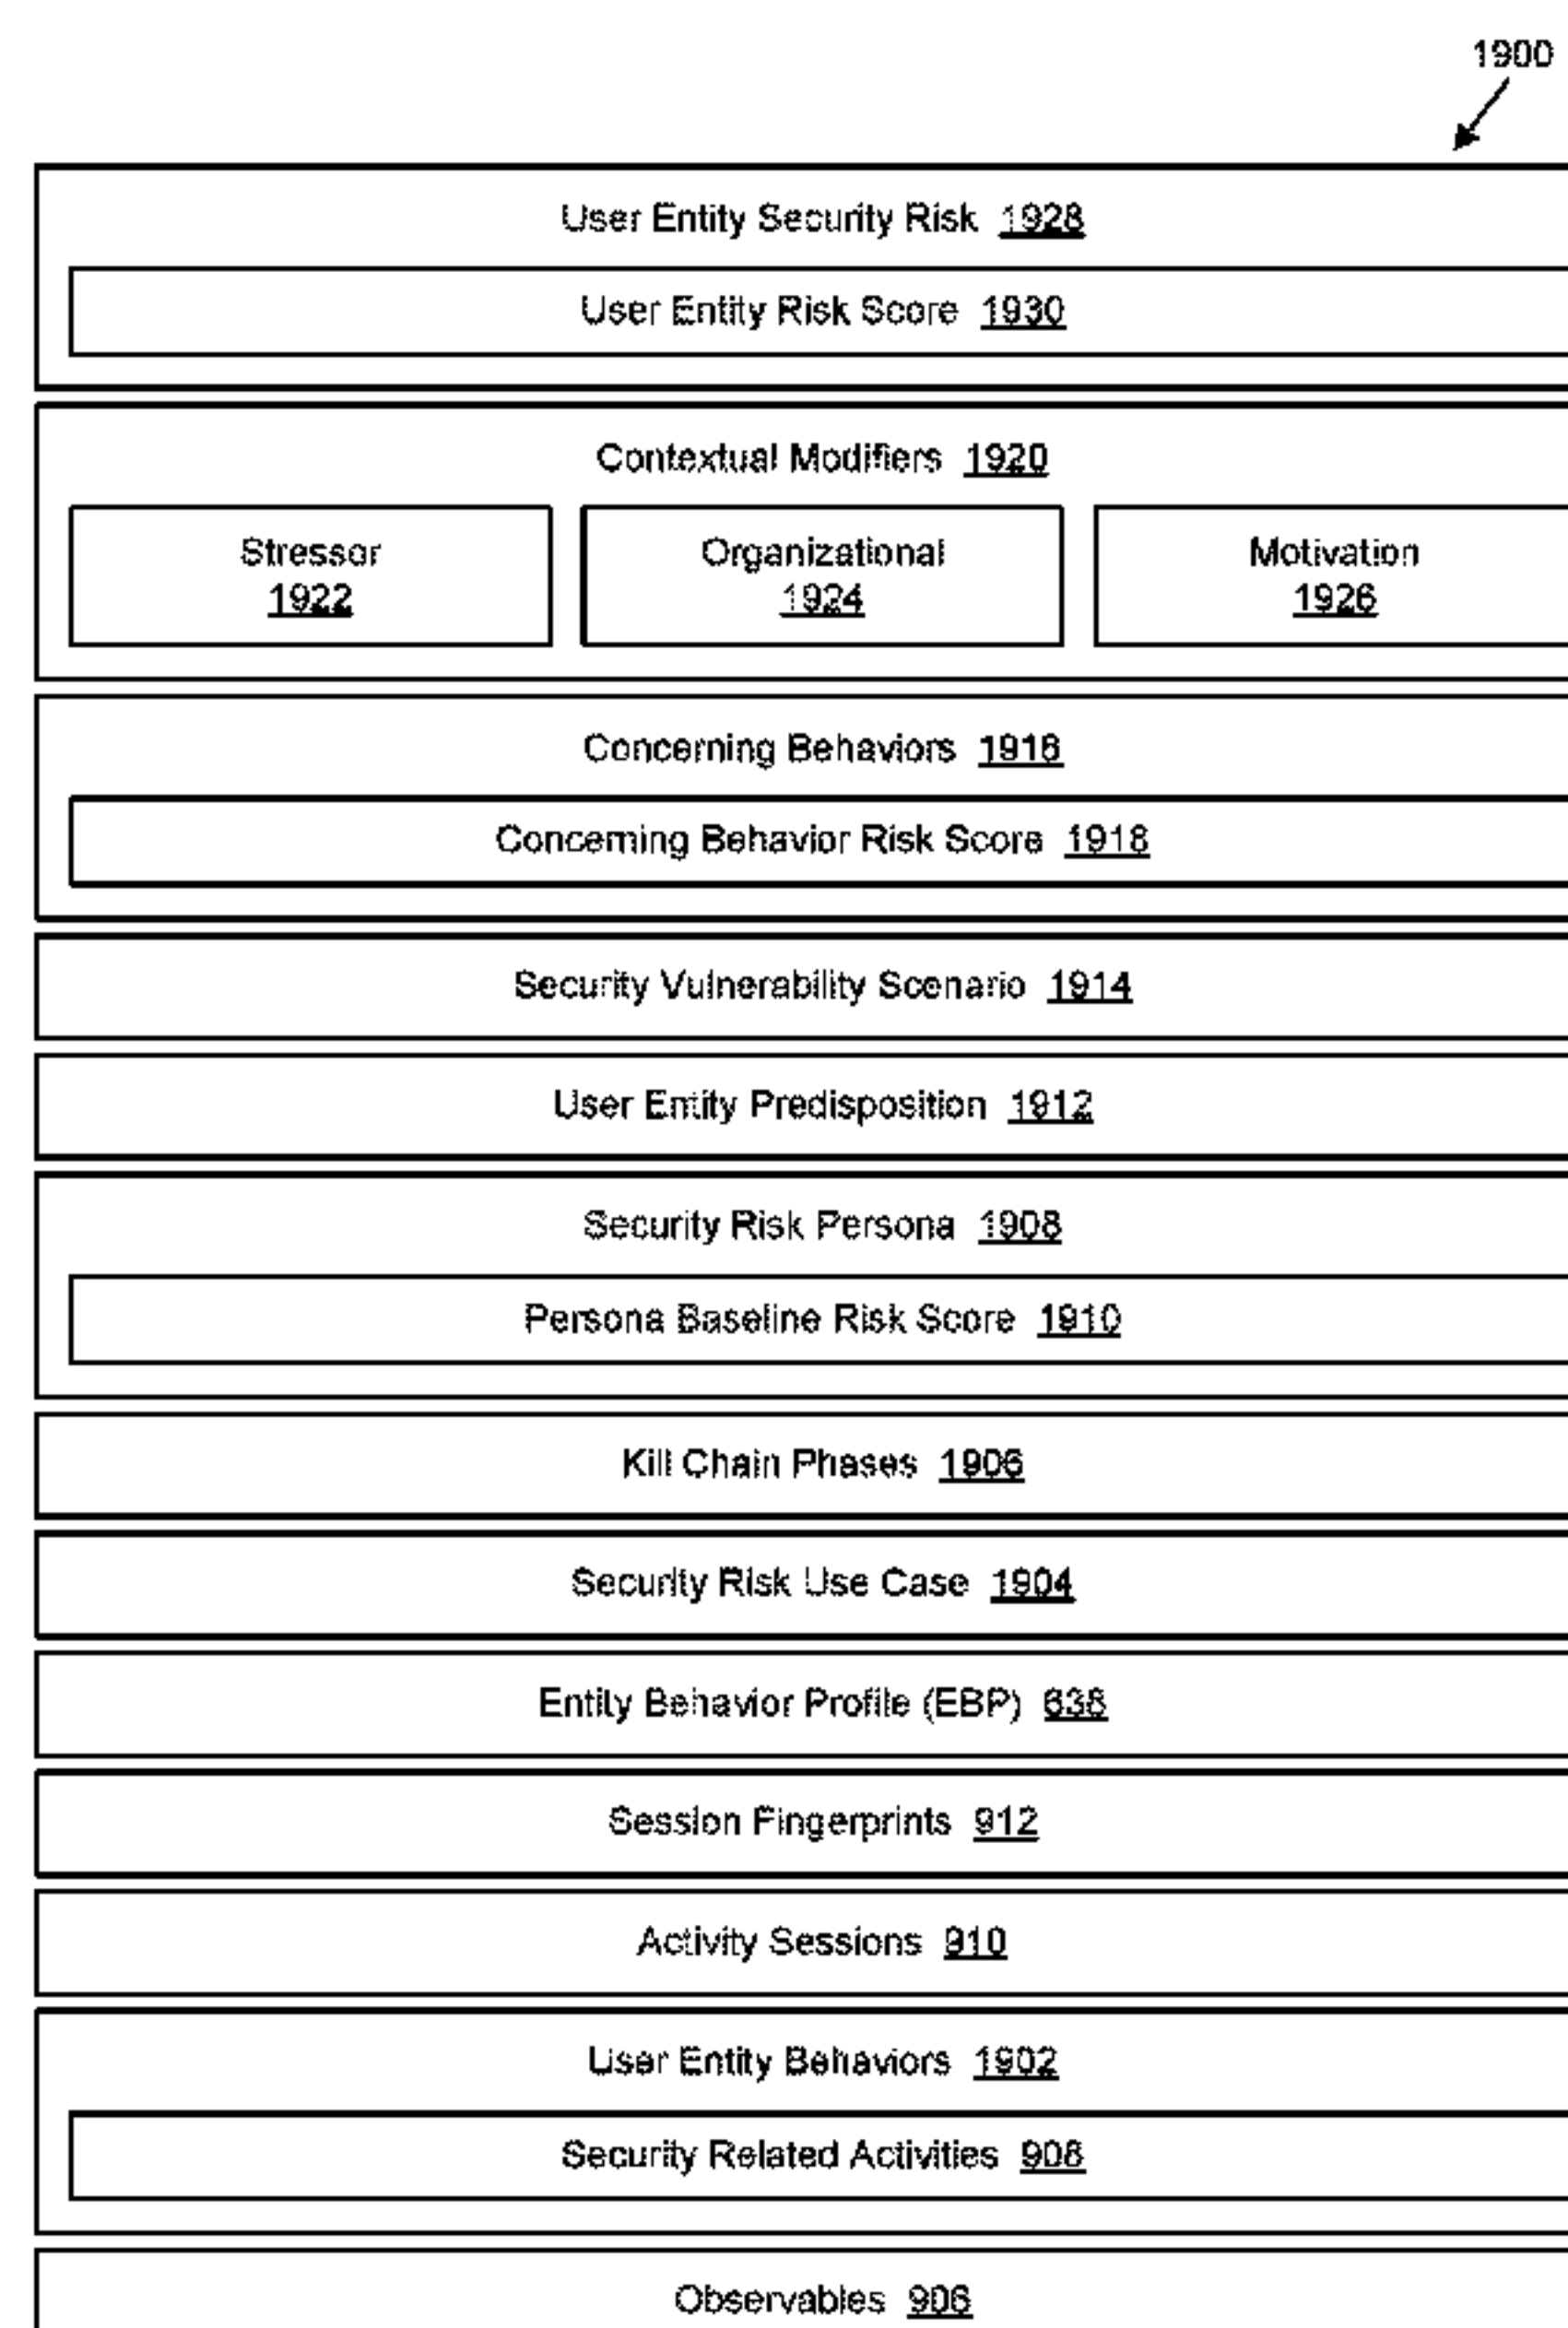 1900
User Entity Security Risk 1928
User Entity Risk Score 1930
Contextual Modifiers 1920
Stressor
1922
Organizational
1924
Motivation
1926
Concerning Behaviors 1916
Concerning Behavior Risk Score 1918
Security Vulnerability Scenario 1914
User Entity Predisposition 1912
Security Risk Persona 1908
Persona Baseline Risk Score 1910
Kill Chain Phases 1906
Security Risk Use Case 1904
Entity Behavior Profile (EBP) 638
Session Fingerprints 912
Activity Sessions 910
User Entity Behaviors 1902
Security Related Activities 908
Observables 906